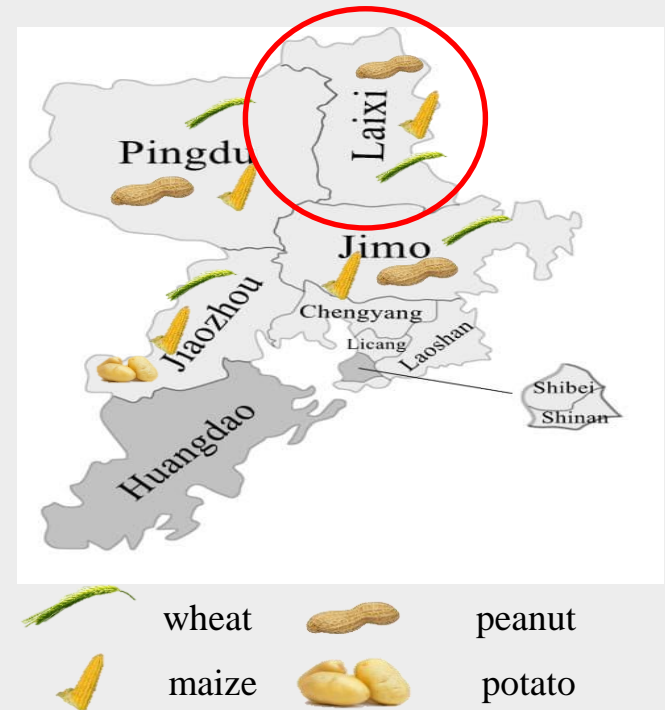 Laixi
Pingdu
Jimo
Jiaozhou
Chengyang
Licang
Laoshan
Shibei
Shinan
Huangdao
wheat peanut
maize potato